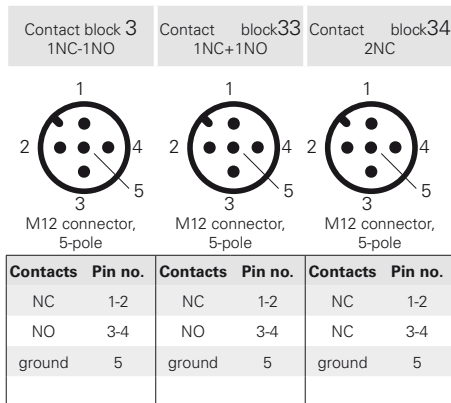 Contact block 3
1NC-1NO
Contact block33
1NC+1NO
Contact block34
2NC
1
2
4
5
3
M12 connector,
5-pole
1
2
4
5
3
M12 connector,
5-pole
1
2
4
5
3
M12 connector,
5-pole
Contacts Pin no. Contacts Pin no. Contacts Pin no.
NC 1-2 NC 1-2 NC 1-2
NO 3-4 NO 3-4 NC 3-4
ground 5 ground 5 ground 5